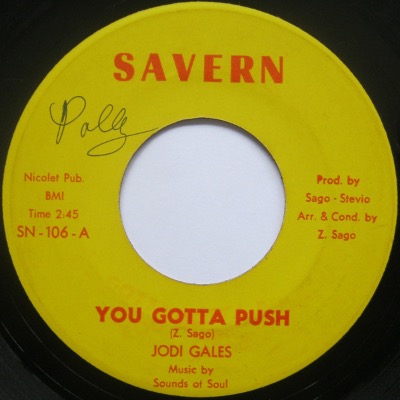 SAVERN
Polly
Nicolet Pub.
BMI
Time 2:45
SN-106-A
Prod. by
Sago-Stevio
Arr. & Cond. by
Z. Sago
YOU GOTTA PUSH
(Z. Sago)
JODI GALES
Music by
Sounds of Soul